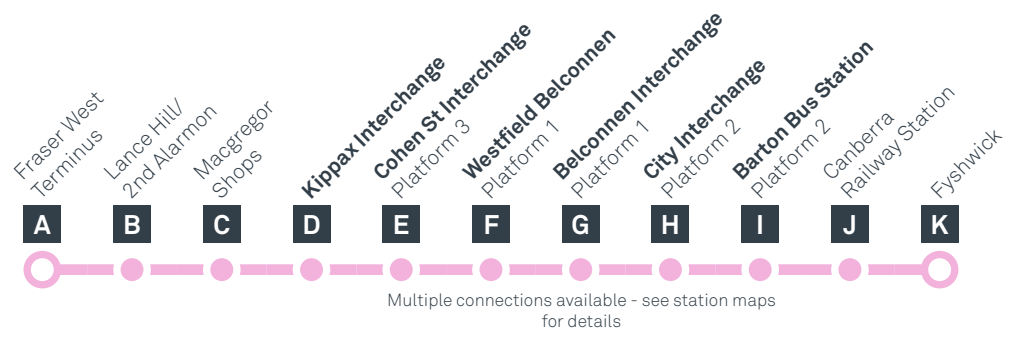 Fraser West
Terminus
Lance Hill/
2nd Alarmon
Macgregor
Shops
Kippax Interchange
Cohen St Interchange
Platform 3
Westfield Belconnen
Platform 1
Belconnen Interchange
Platform 1
City Interchange
Platform 2
Barton Bus Station
Platform 2
Canberra
Railway Station
Fyshwick
A B C D E F G H I J K
Multiple connections available - see station maps
for details